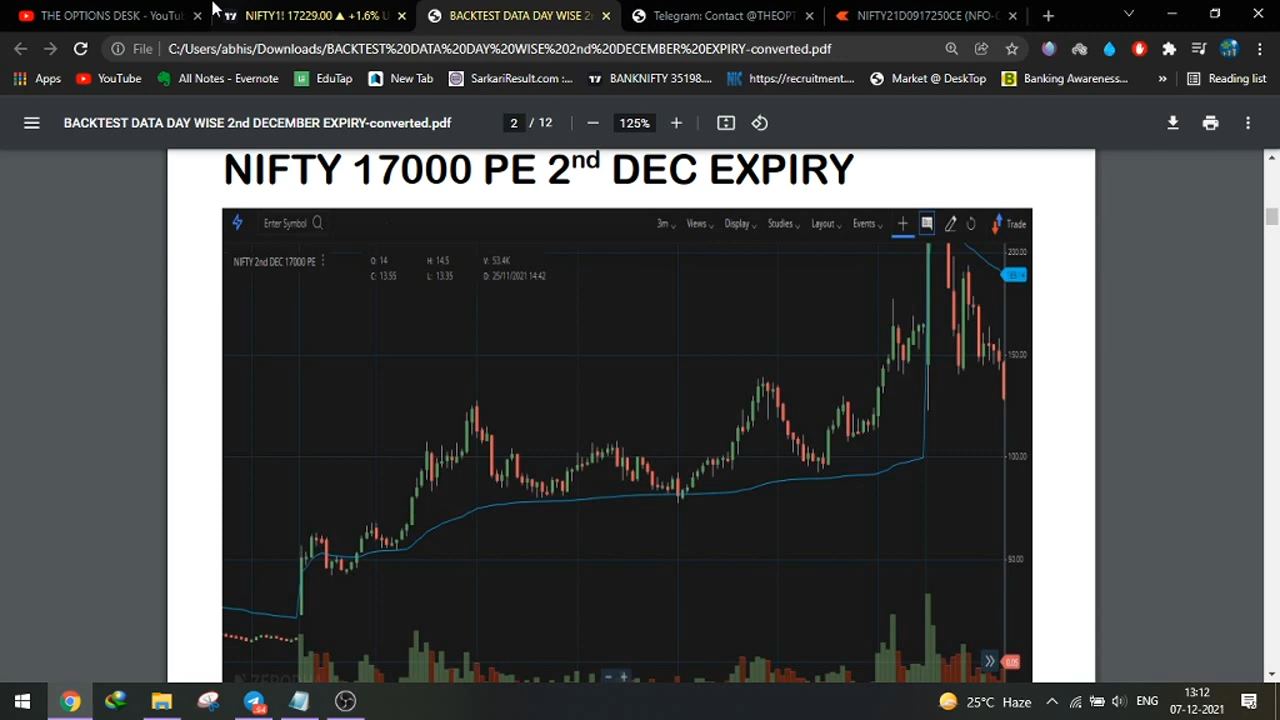 THE OPTIONS DESK - YouTu
NIFTY1! 17229.00 ▲ +1.6% U
BACKTEST DATA DAY WISE 2n
Telegram: Contact @THEOPT
NIFTY21D0917250CE (NFO-O
File C:/Users/abhis/Downloads/BACKTEST%20DATA%20DAY%20WISE%202nd%20DECEMBER%20EXPIRY-converted.pdf
Apps YouTube All Notes - Evernote EduTap New Tab SarkariResult.com :... BANKNIFTY 35198.... https://recruitment.... Market @ DeskTop Banking Awareness... » Reading list
BACKTEST DATA DAY WISE 2nd DECEMBER EXPIRY-converted.pdf 2 / 12 125%
NIFTY 17000 PE 2nd DEC EXPIRY
Enter Symbol 3m Views Display Studies Layout Events Trade
NIFTY 2nd DEC 17000 PE O: 14 H: 14.5 V: 53.4K
C: 13.55 L: 13.35 D: 25/11/2021 14:42
200.00
150.00
100.00
0.05
ENG
25°C Haze
13:12
07-12-2021